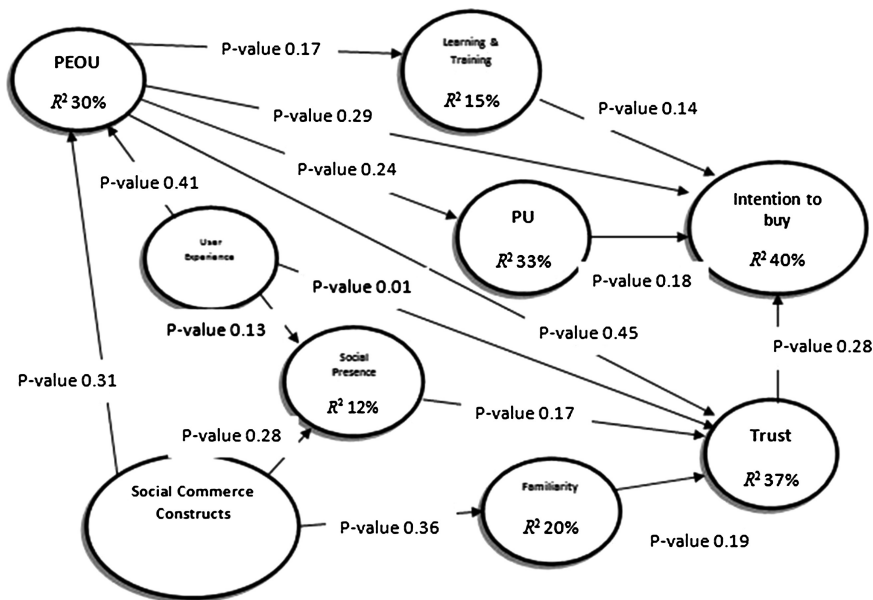 Learning &
Training
R² 15%
PEOU
R² 30%
P-value 0.17
P-value 0.29
P-value 0.14
P-value 0.24
P-value 0.41
PU
R² 33%
Intention to
buy
R² 40%
User
Experience
P-value 0.01
P-value 0.18
P-value 0.13
P-value 0.45
P-value 0.28
Social
Presence
R² 12%
P-value 0.31
P-value 0.17
P-value 0.28
Trust
R² 37%
Social Commerce
Constructs
Familiarity
R² 20%
P-value 0.36
P-value 0.19